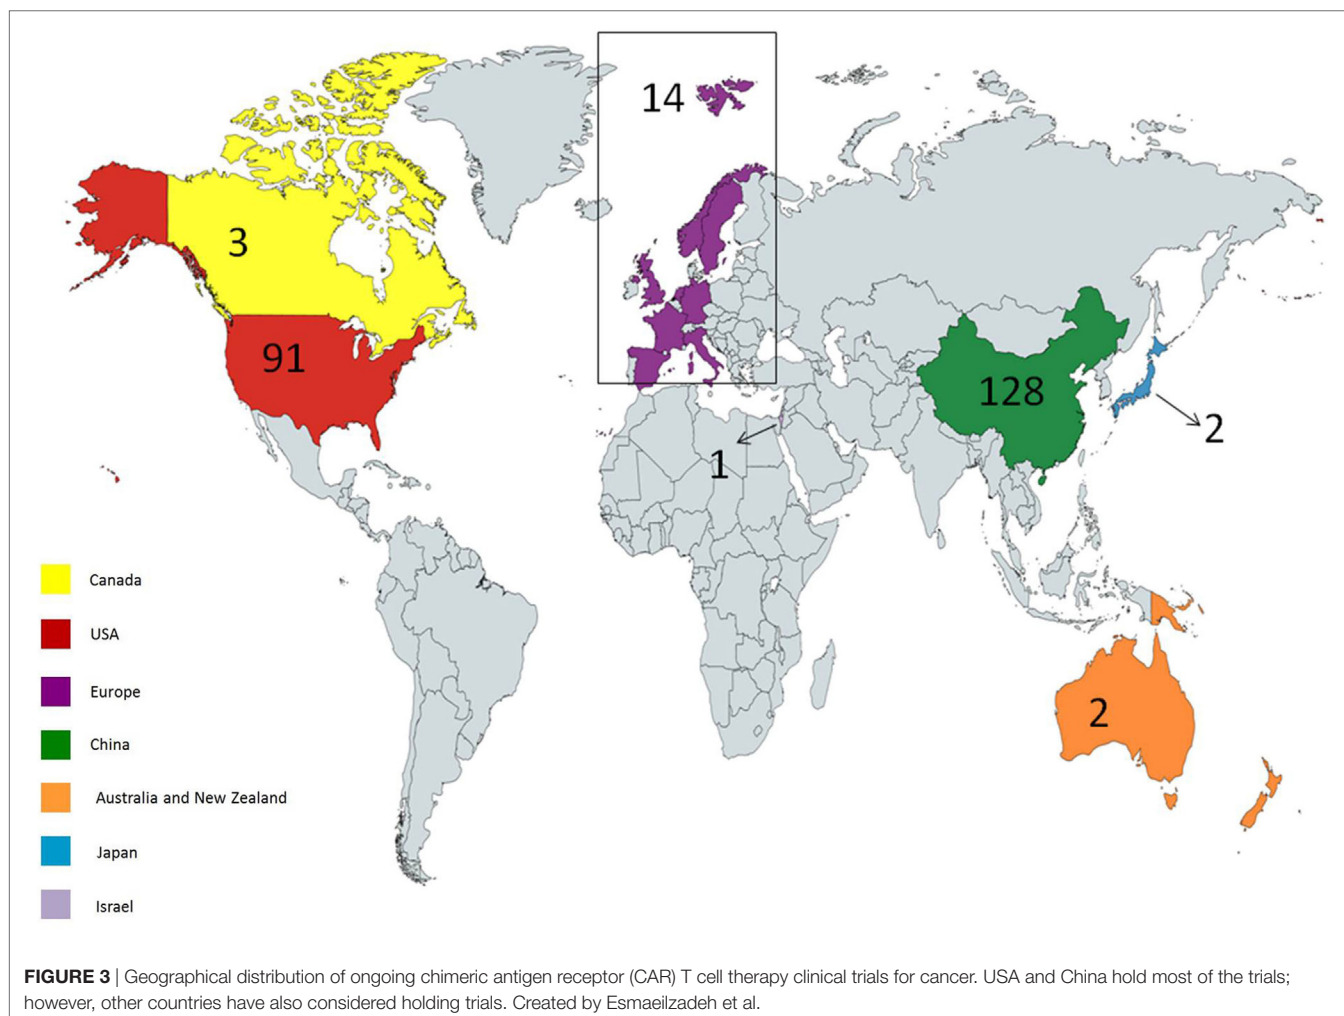 14
3
91
128
2
1
2
Canada
USA
Europe
China
Australia and New Zealand
Japan
Israel
FIGURE 3 | Geographical distribution of ongoing chimeric antigen receptor (CAR) T cell therapy clinical trials for cancer. USA and China hold most of the trials;
however, other countries have also considered holding trials. Created by Esmaeilzadeh et al.